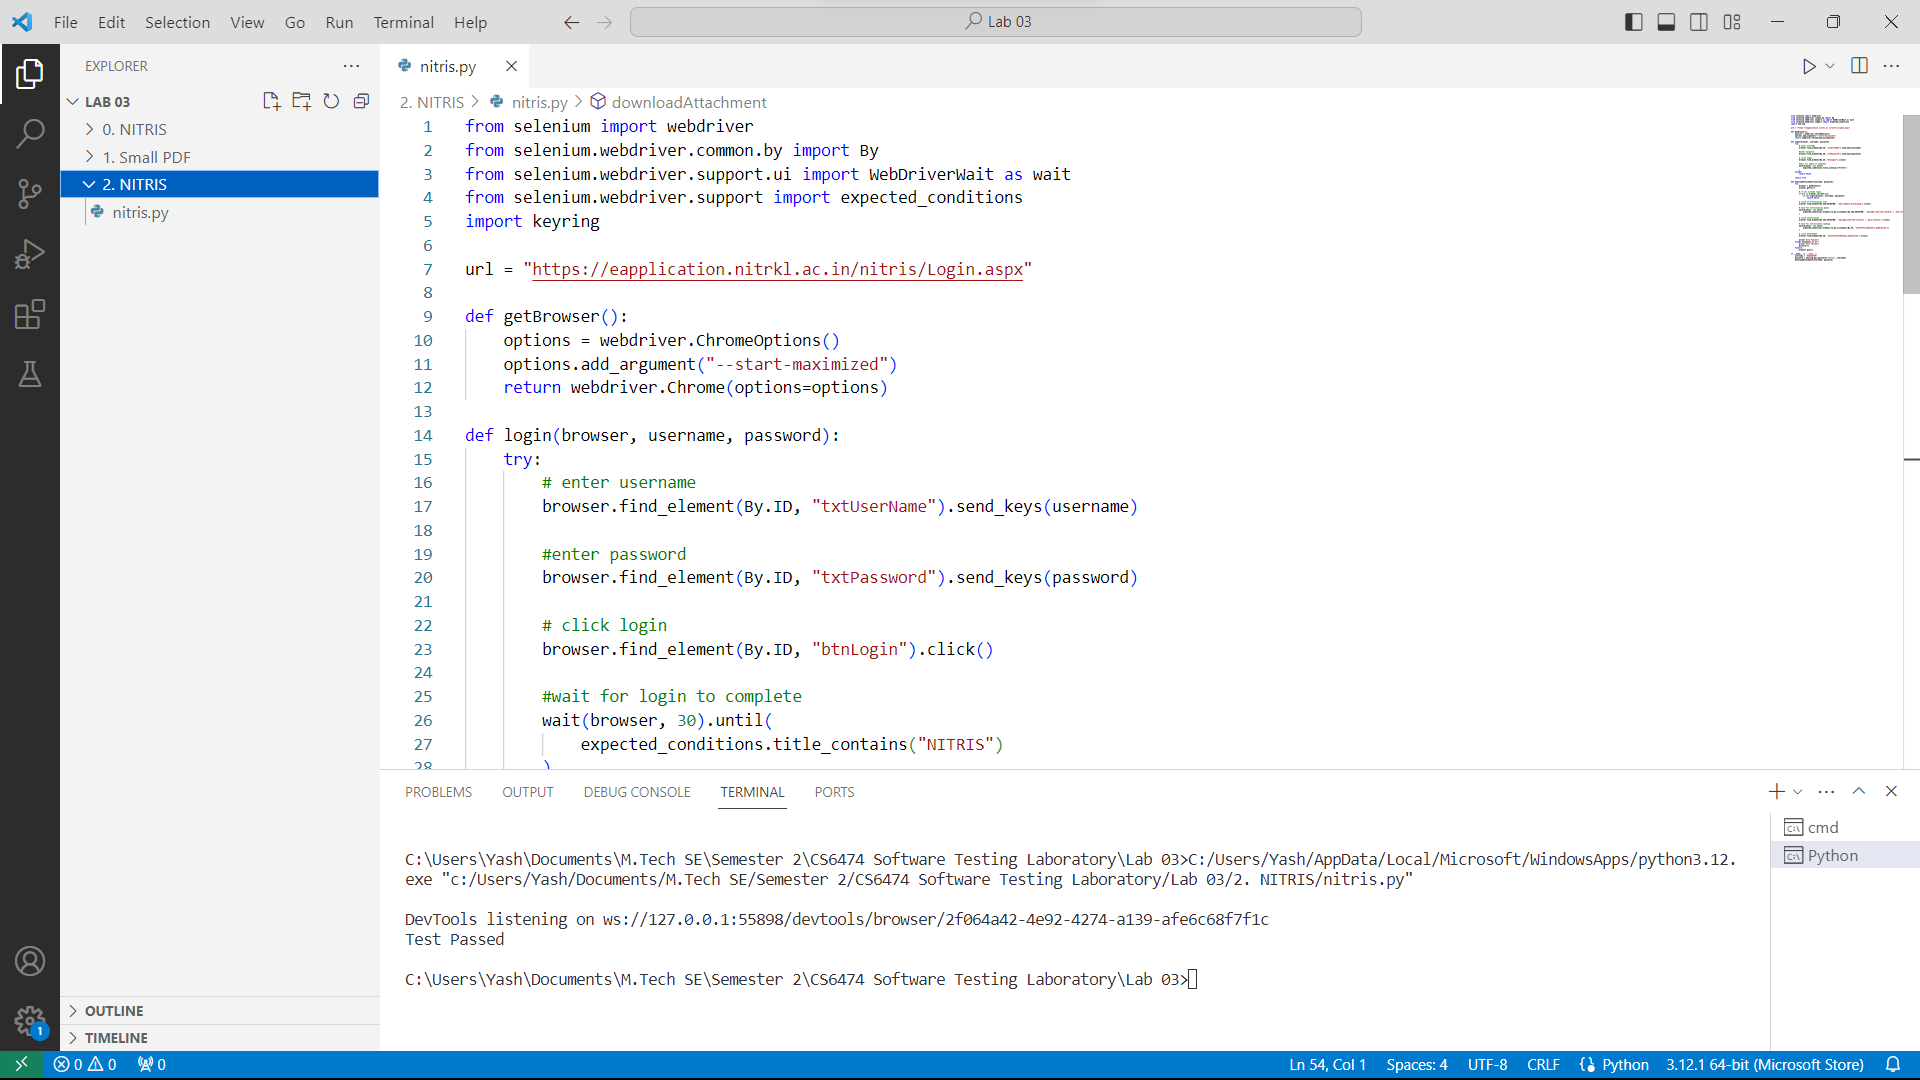 File Edit Selection View Go Run Terminal Help
Lab 03
EXPLORER
LAB 03
0. NITRIS
1. Small PDF
2. NITRIS
nitris.py
OUTLINE
TIMELINE
nitris.py
2. NITRIS > nitris.py > downloadAttachment
1 from selenium import webdriver
2 from selenium.webdriver.common.by import By
3 from selenium.webdriver.support.ui import WebDriverWait as wait
4 from selenium.webdriver.support import expected_conditions
5 import keyring
6
7 url = "https://eapplication.nitrkl.ac.in/nitris/Login.aspx"
8
9 def getBrowser():
10 options = webdriver.ChromeOptions()
11 options.add_argument("--start-maximized")
12 return webdriver.Chrome(options=options)
13
14 def login(browser, username, password):
15 try:
16 # enter username
17 browser.find_element(By.ID, "txtUserName").send_keys(username)
18
19 #enter password
20 browser.find_element(By.ID, "txtPassword").send_keys(password)
21
22 # click login
23 browser.find_element(By.ID, "btnLogin").click()
24
25 #wait for login to complete
26 wait(browser, 30).until(
27 expected_conditions.title_contains("NITRIS")
28 )
PROBLEMS OUTPUT DEBUG CONSOLE TERMINAL PORTS
C:\Users\Yash\Documents\M.Tech SE\Semester 2\CS6474 Software Testing Laboratory\Lab 03>C:/Users/Yash/AppData/Local/Microsoft/WindowsApps/python3.12.
exe "c:/Users/Yash/Documents/M.Tech SE/Semester 2/CS6474 Software Testing Laboratory/Lab 03/2. NITRIS/nitris.py"
DevTools listening on ws://127.0.0.1:55898/devtools/browser/2f064a42-4e92-4274-a139-afe6c68f7f1c
Test Passed
C:\Users\Yash\Documents\M.Tech SE\Semester 2\CS6474 Software Testing Laboratory\Lab 03>
cmd
Python
1
0 0 0 Ln 54, Col 1 Spaces: 4 UTF-8 CRLF Python 3.12.1 64-bit (Microsoft Store)